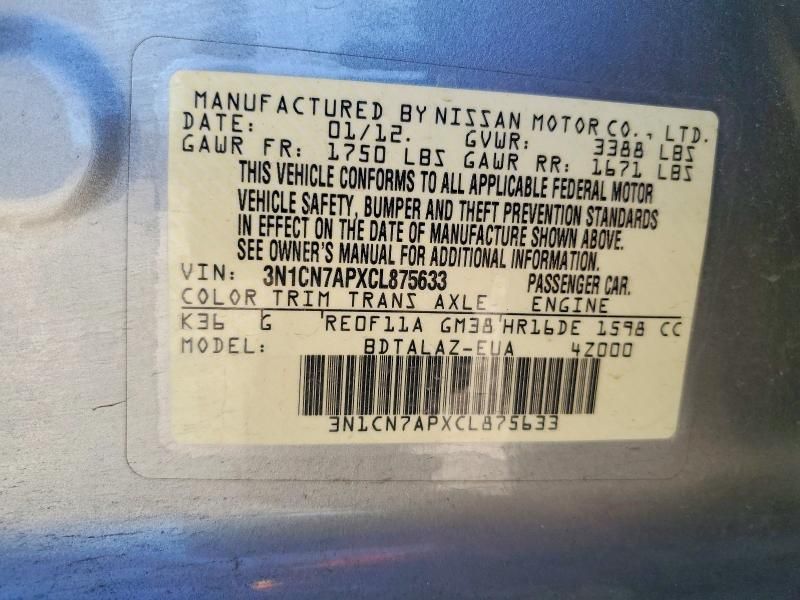 MANUFACTURED BY NISSAN MOTOR CO., LTD.
DATE: 01/12. GVWR: 3388 LBS
GAWR FR: 1750 LBS GAWR RR: 1671 LBS
THIS VEHICLE CONFORMS TO ALL APPLICABLE FEDERAL MOTOR
VEHICLE SAFETY, BUMPER AND THEFT PREVENTION STANDARDS
IN EFFECT ON THE DATE OF MANUFACTURE SHOWN ABOVE.
SEE OWNER'S MANUAL FOR ADDITIONAL INFORMATION.
VIN: 3N1CN7APXCL875633 PASSENGER CAR.
COLOR TRIM TRANS AXLE ENGINE
K36 G 'RE0F11A GM38'HR16DE 1598 CC
MODEL: BDTALAZ-EUA 4Z000
3N1CN7APXCL875633